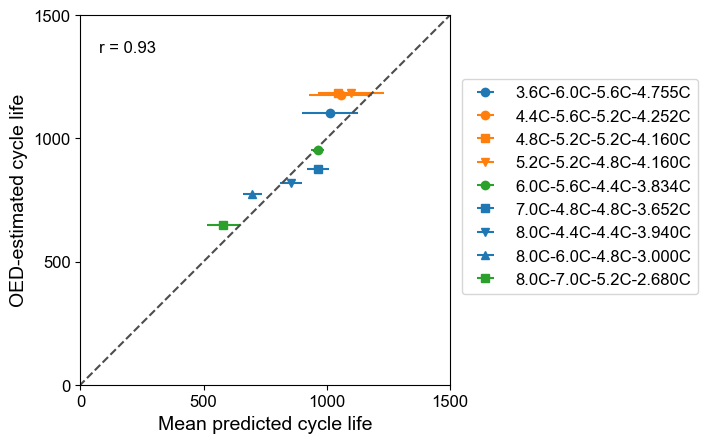 1500
1000
500
0
0
500
1000
1500
OED-estimated cycle life
Mean predicted cycle life
r = 0.93
3.6C-6.0C-5.6C-4.755C
4.4C-5.6C-5.2C-4.252C
4.8C-5.2C-5.2C-4.160C
5.2C-5.2C-4.8C-4.160C
6.0C-5.6C-4.4C-3.834C
7.0C-4.8C-4.8C-3.652C
8.0C-4.4C-4.4C-3.940C
8.0C-6.0C-4.8C-3.000C
8.0C-7.0C-5.2C-2.680C